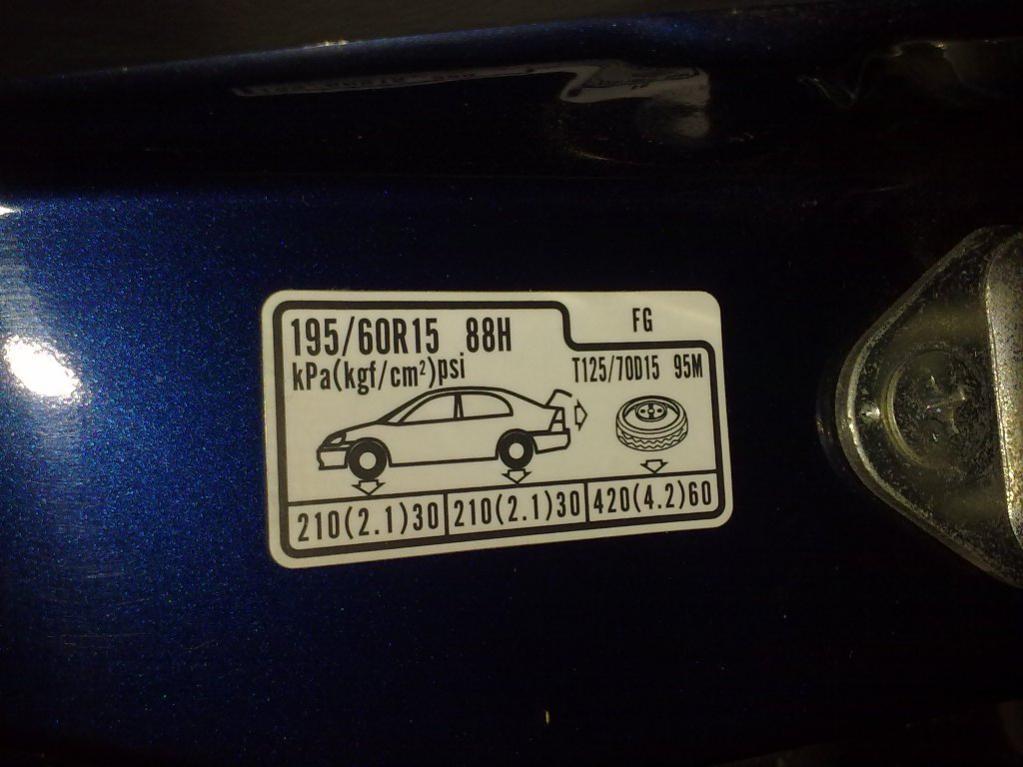 195/60R15 88H
FG
kPa(kgf/cm²)psi
T125/70D15 95M
210(2.1)30
210(2.1)30
420(4.2)60